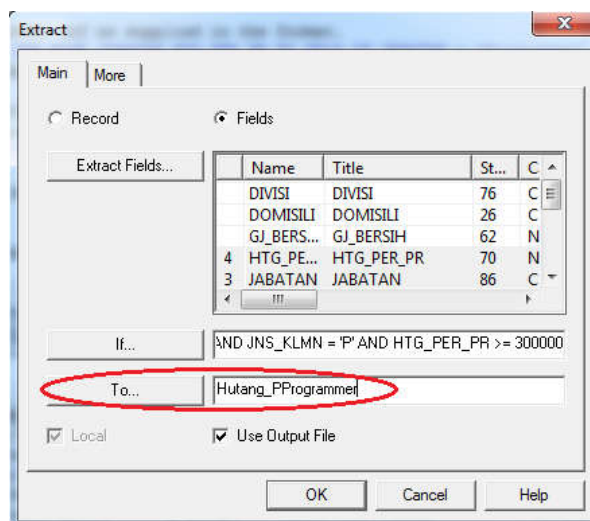 Extract
Main More
Record Fields
Extract Fields...
Name Title St... C
DIVISI DIVISI 76 C
DOMISILI DOMISILI 26 C
GJ_BERS... GJ_BERSIH 62 N
4 HTG_PE... HTG_PER_PR 70 N
3 JABATAN JABATAN 86 C
If... AND JNS_KLMN = 'P' AND HTG_PER_PR >= 300000
To... Hutang_PProgrammer
Local Use Output File
OK Cancel Help